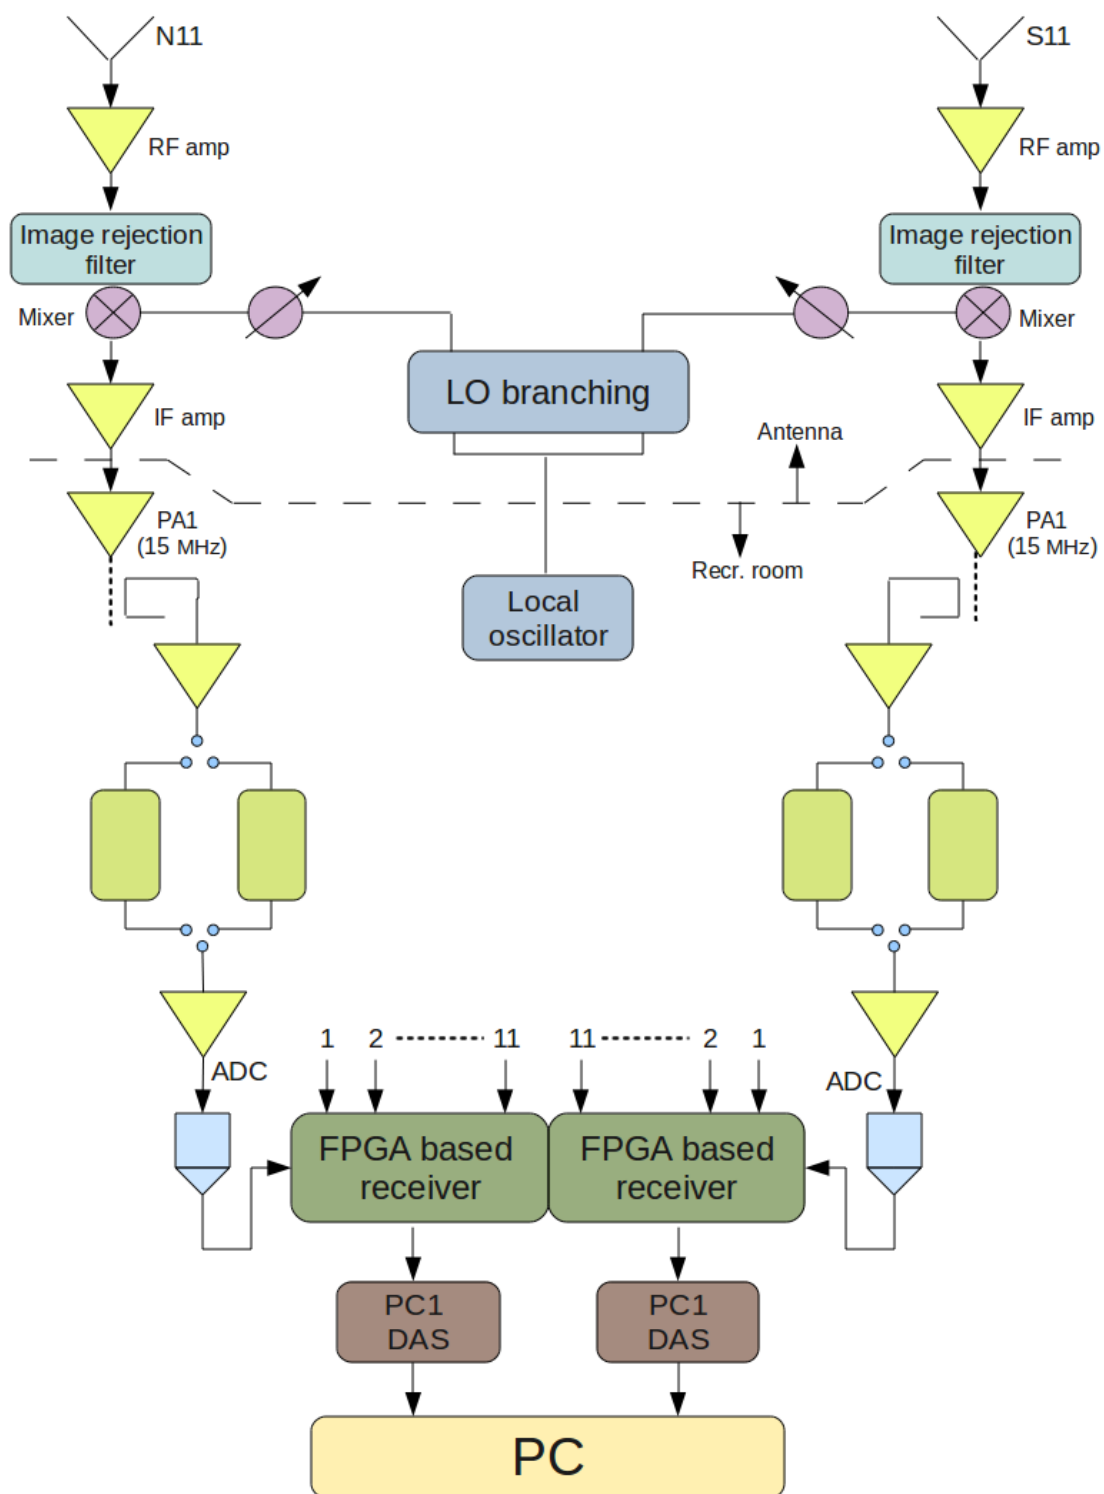 N11
S11
RF amp
RF amp
Image rejection
filter
Image rejection
filter
Mixer
Mixer
LO branching
IF amp
IF amp
Antenna
PA1
(15 MHz)
PA1
(15 MHz)
Recr. room
Local
oscillator
1 2 11 11 2 1
ADC
ADC
FPGA based
receiver
FPGA based
receiver
PC1
DAS
PC1
DAS
PC